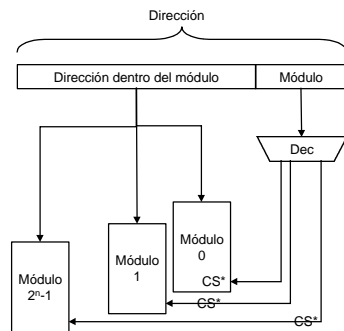 Dirección
Dirección dentro del módulo
Módulo
Dec
Módulo
0
CS*
Módulo
1
CS*
Módulo
2ⁿ-1
CS*